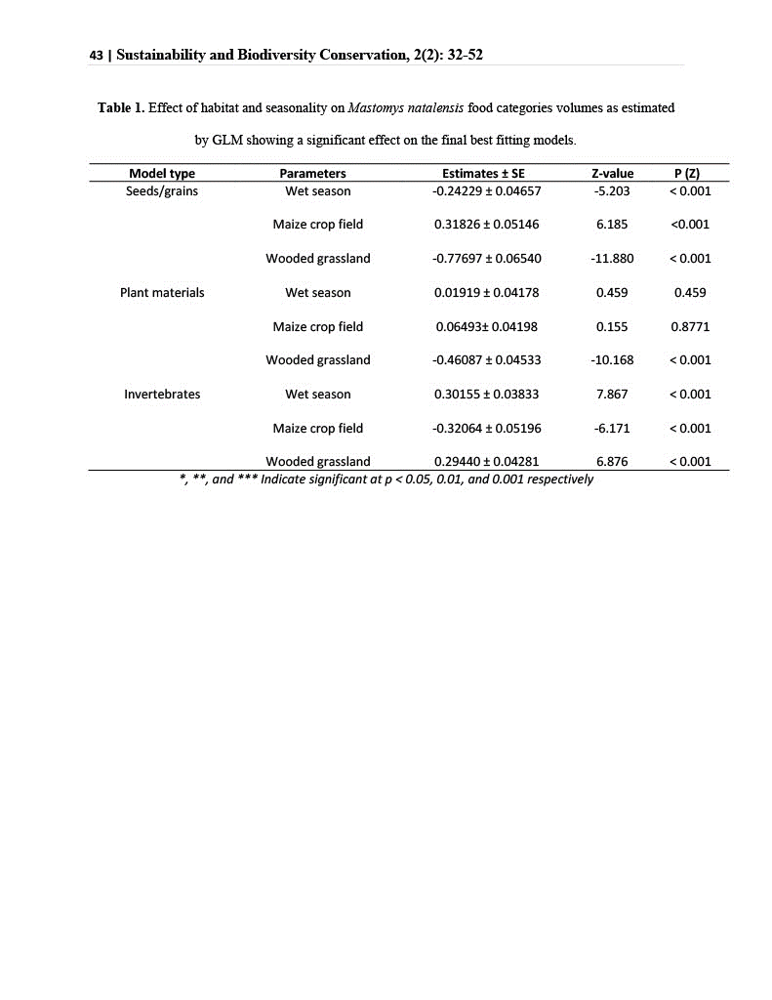 43 | Sustainability and Biodiversity Conservation, 2(2): 32-52
Table 1. Effect of habitat and seasonality on Mastomys natalensis food categories volumes as estimated
by GLM showing a significant effect on the final best fitting models.
Model type Parameters Estimates ± SE Z-value P (Z)
Seeds/grains Wet season -0.24229 ± 0.04657 -5.203 < 0.001
Maize crop field 0.31826 ± 0.05146 6.185 <0.001
Wooded grassland -0.77697 ± 0.06540 -11.880 < 0.001
Plant materials Wet season 0.01919 ± 0.04178 0.459 0.459
Maize crop field 0.06493± 0.04198 0.155 0.8771
Wooded grassland -0.46087 ± 0.04533 -10.168 < 0.001
Invertebrates Wet season 0.30155 ± 0.03833 7.867 < 0.001
Maize crop field -0.32064 ± 0.05196 -6.171 < 0.001
Wooded grassland 0.29440 ± 0.04281 6.876 < 0.001
*, **, and *** Indicate significant at p < 0.05, 0.01, and 0.001 respectively